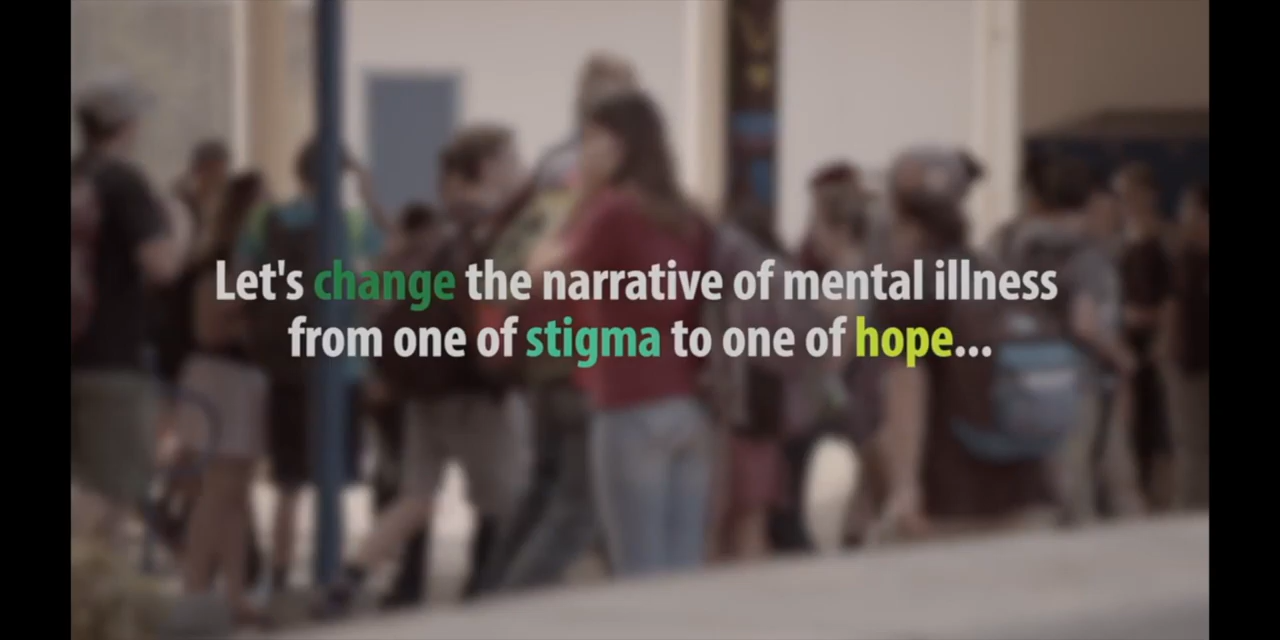 Let's change the narrative of mental illness
from one of stigma to one of hope...